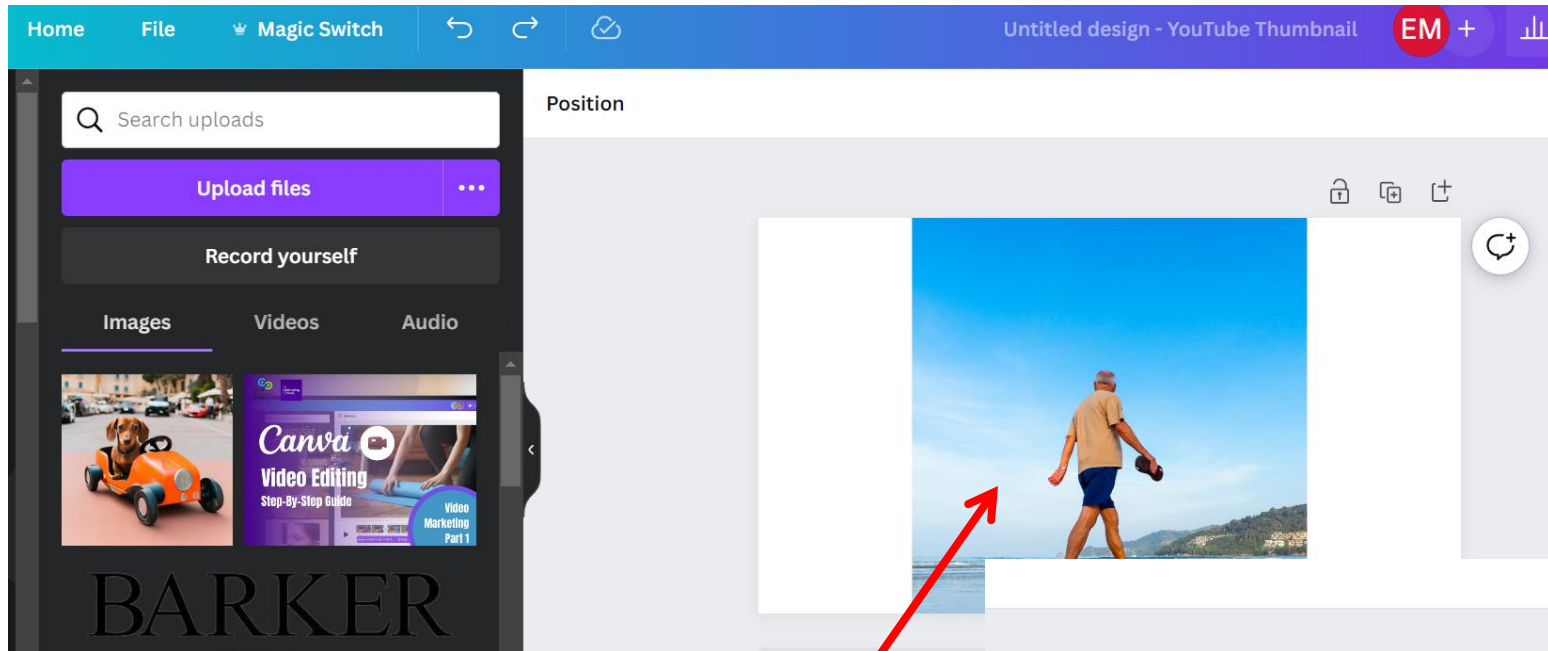 Home File Magic Switch Untitled design - YouTube Thumbnail EM +
Search uploads
Position
Upload files
Record yourself
Images Videos Audio
Canva
Video Editing
Step-By-Step Guide
Video
Marketing
Part 1
BARKER